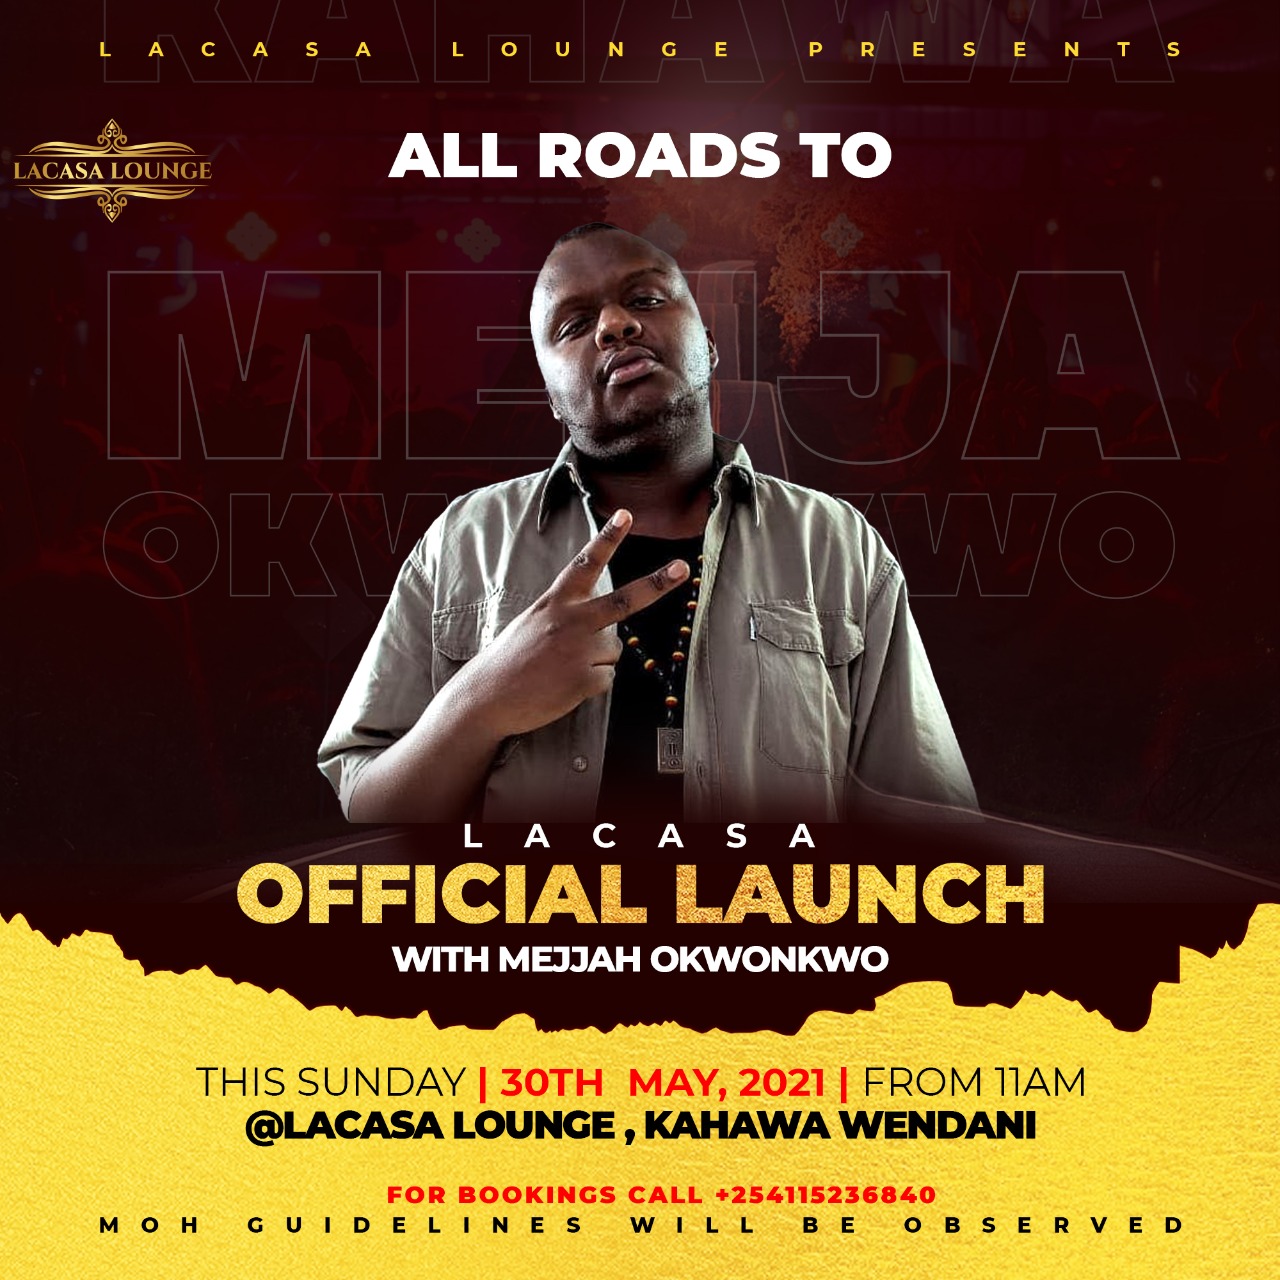 KAHAWA
LACASA LOUNGE PRESENTS
LACASA LOUNGE
ALL ROADS TO
MEJJA
OKWONKWO
LACASA
OFFICIAL LAUNCH
WITH MEJJAH OKWONKWO
THIS SUNDAY | 30TH MAY, 2021 | FROM 11AM
@LACASA LOUNGE , KAHAWA WENDANI
FOR BOOKINGS CALL +254115236840
MOH GUIDELINES WILL BE OBSERVED